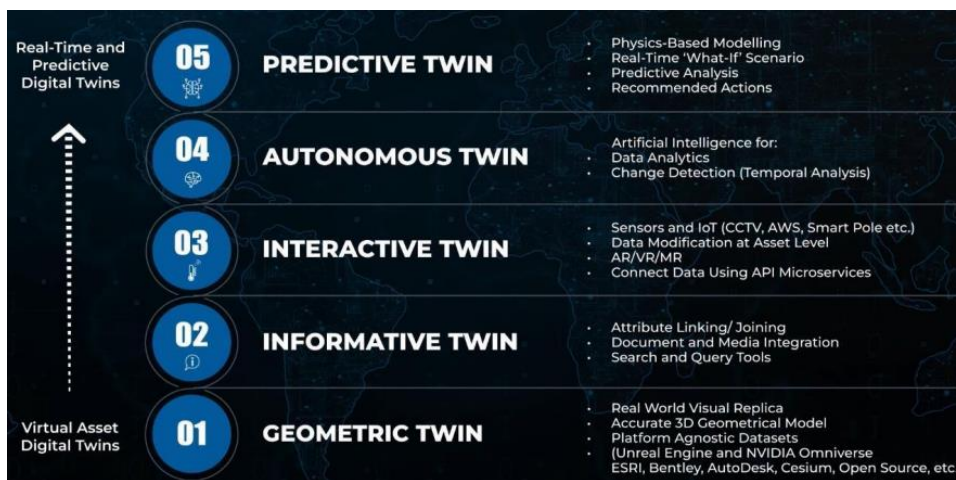 Real-Time and
Predictive
Digital Twins
05
PREDICTIVE TWIN
• Physics-Based Modelling
• Real-Time ‘What-If’ Scenario
• Predictive Analysis
• Recommended Actions
04
AUTONOMOUS TWIN
Artificial Intelligence for:
• Data Analytics
• Change Detection (Temporal Analysis)
03
INTERACTIVE TWIN
• Sensors and IoT (CCTV, AWS, Smart Pole etc.)
• Data Modification at Asset Level
• AR/VR/MR
• Connect Data Using API Microservices
02
INFORMATIVE TWIN
• Attribute Linking/ Joining
• Document and Media Integration
• Search and Query Tools
Virtual Asset
Digital Twins
01
GEOMETRIC TWIN
• Real World Visual Replica
• Accurate 3D Geometrical Model
• Platform Agnostic Datasets
• (Unreal Engine and NVIDIA Omniverse
ESRI, Bentley, AutoDesk, Cesium, Open Source, etc